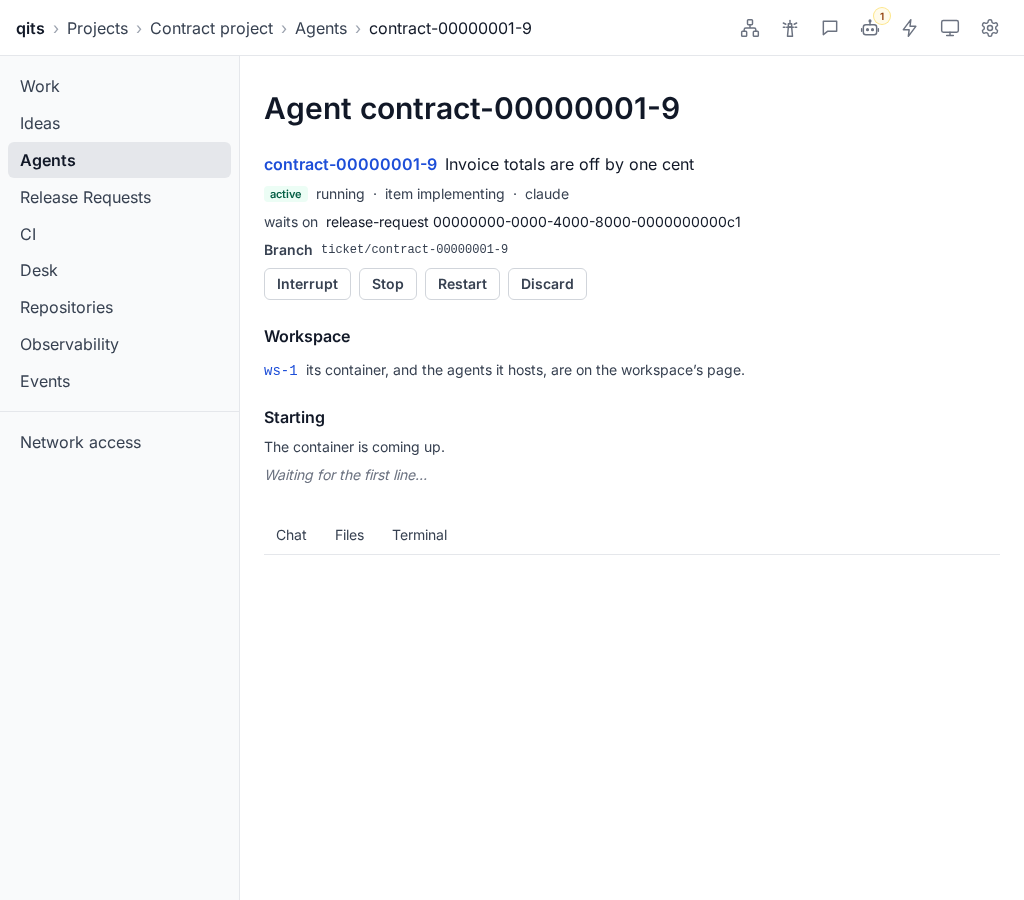 qits › Projects › Contract project › Agents › contract-00000001-9
1
Work
Ideas
Agents
Release Requests
CI
Desk
Repositories
Observability
Events
Network access
Agent contract-00000001-9
contract-00000001-9 Invoice totals are off by one cent
active running · item implementing · claude
waits on release-request 00000000-0000-4000-8000-0000000000c1
Branch ticket/contract-00000001-9
Interrupt Stop Restart Discard
Workspace
ws-1 its container, and the agents it hosts, are on the workspace’s page.
Starting
The container is coming up.
Waiting for the first line…
Chat Files Terminal